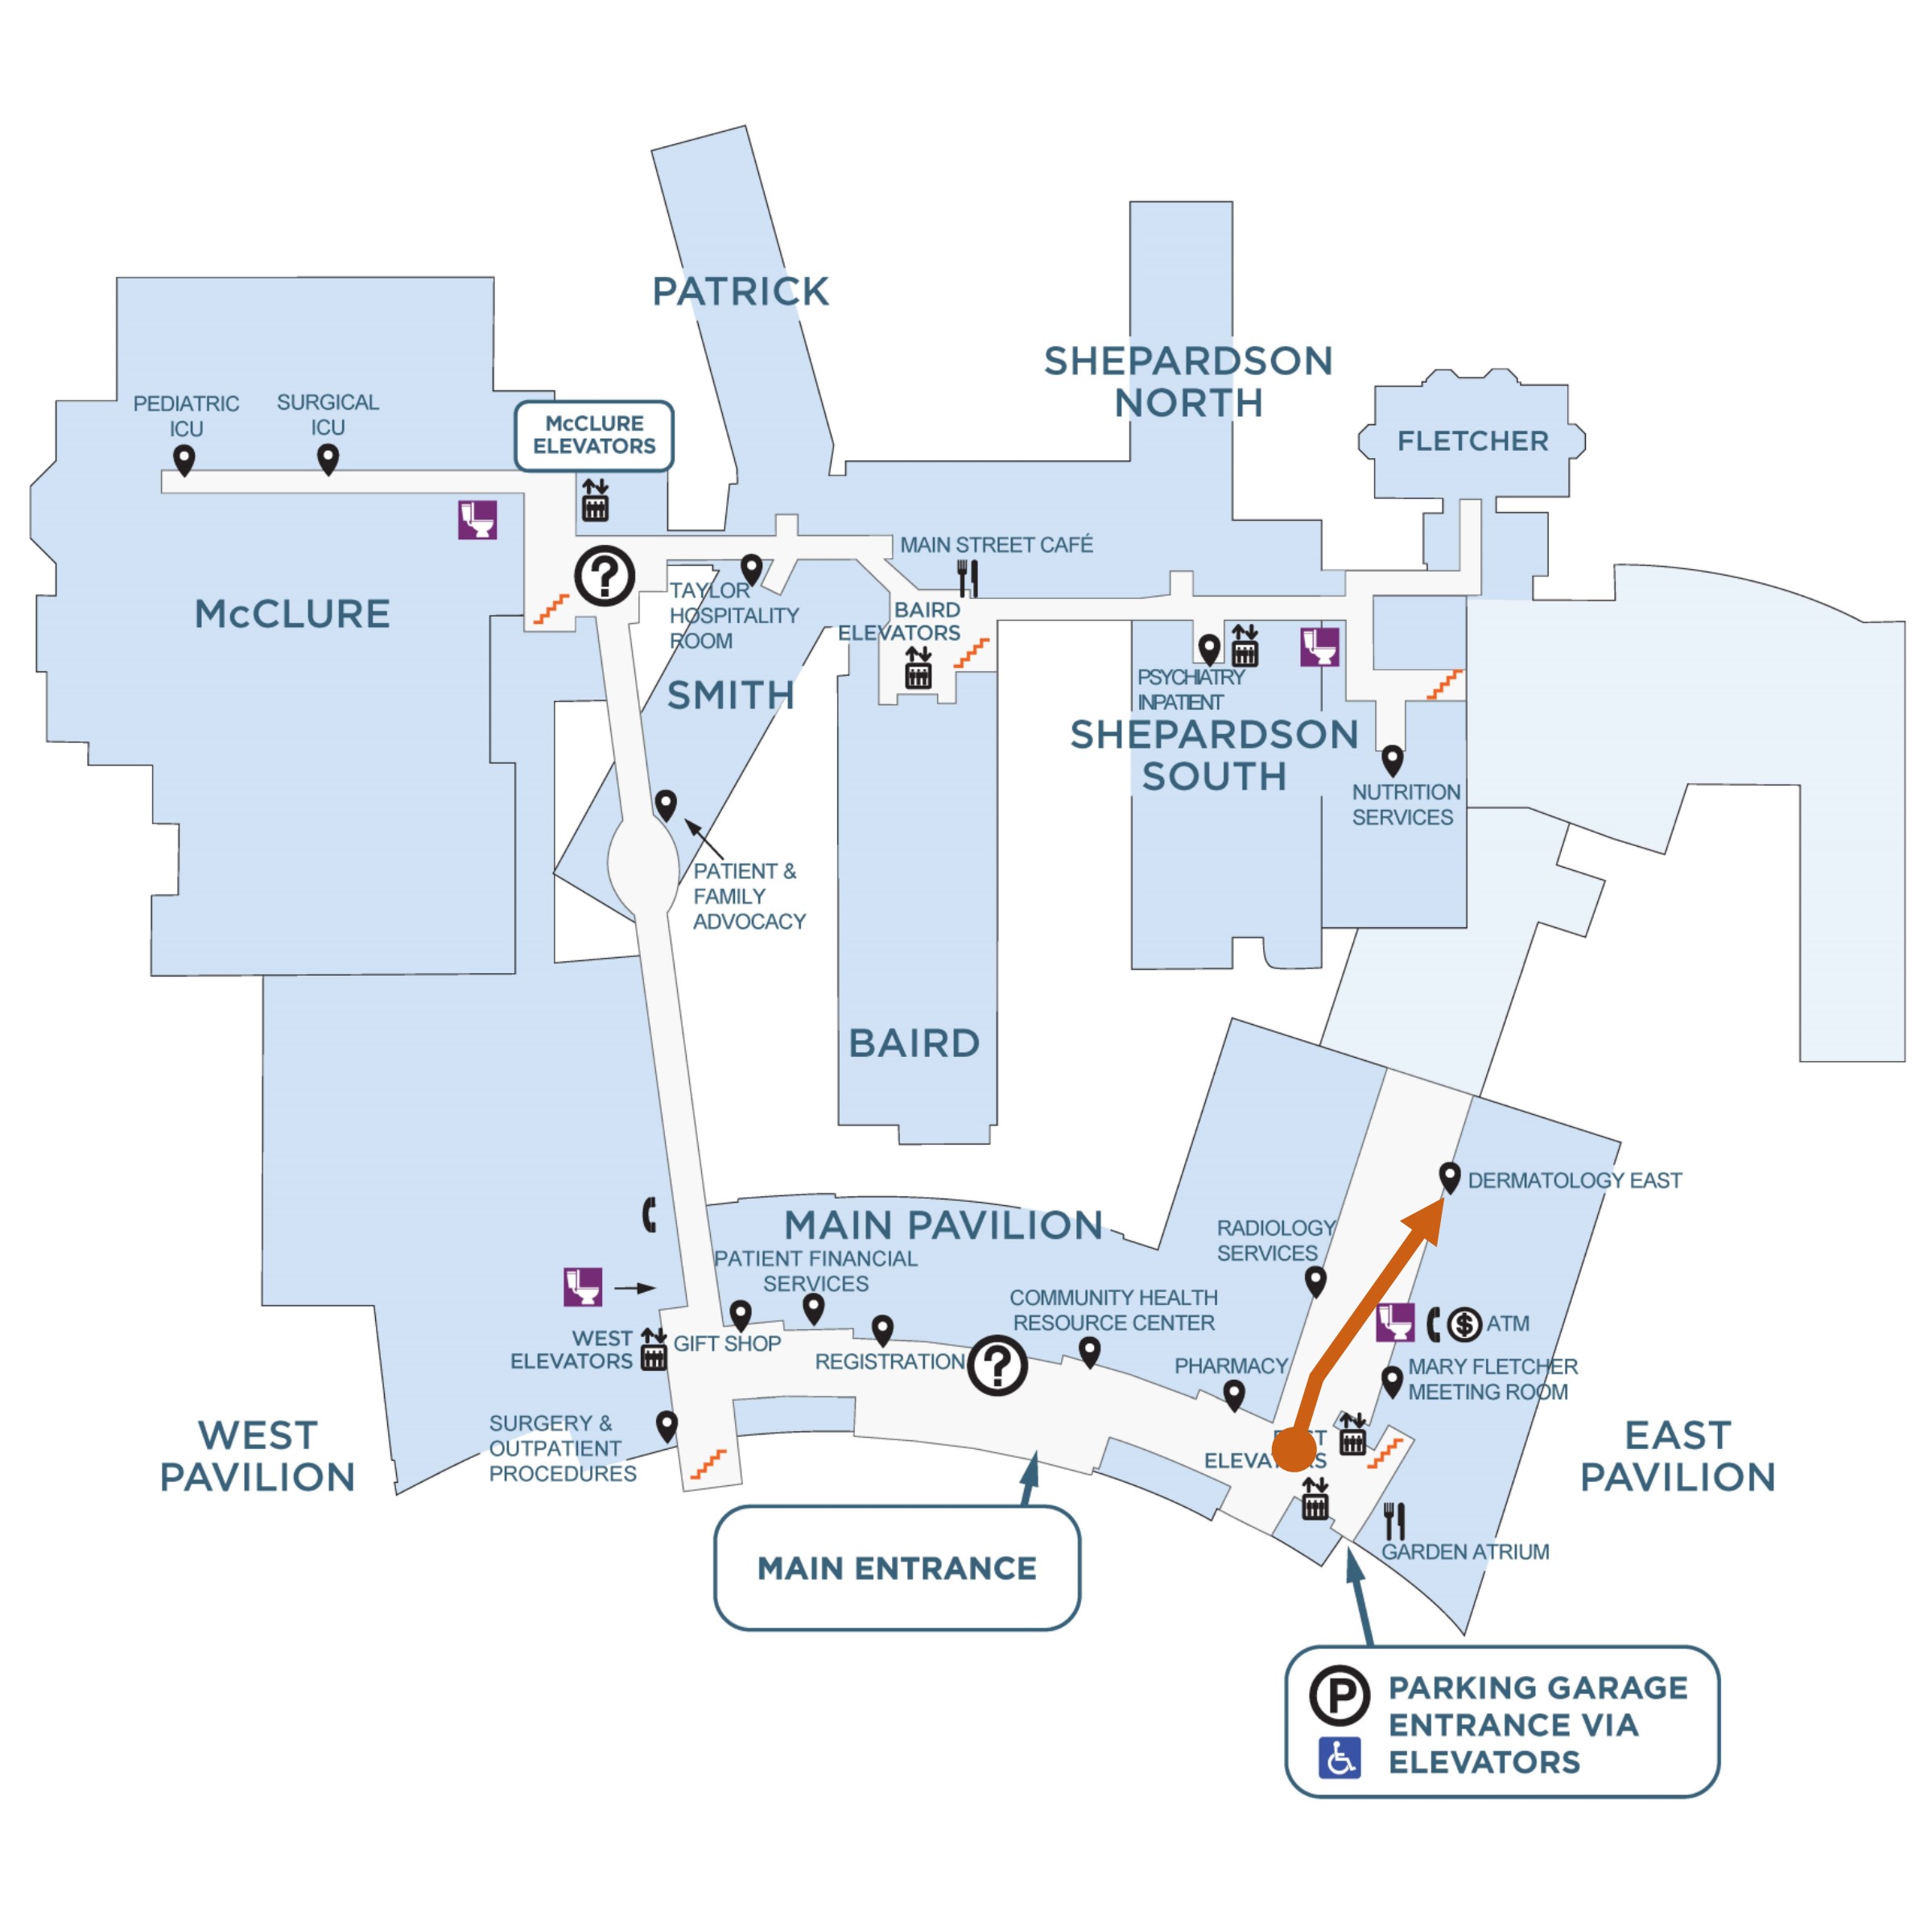 PATRICK
SHEPARDSON
NORTH
FLETCHER
PEDIATRIC
ICU
SURGICAL
ICU
McCLURE
ELEVATORS
?
MAIN STREET CAFÉ
McCLURE
TAYLOR
HOSPITALITY
ROOM
BAIRD
ELEVATORS
SMITH
PSYCHIATRY
INPATIENT
SHEPARDSON
SOUTH
NUTRITION
SERVICES
PATIENT &
FAMILY
ADVOCACY
BAIRD
DERMATOLOGY EAST
MAIN PAVILION
RADIOLOGY
SERVICES
PATIENT FINANCIAL
SERVICES
COMMUNITY HEALTH
RESOURCE CENTER
$ ATM
WEST
ELEVATORS
GIFT SHOP
REGISTRATION
?
PHARMACY
MARY FLETCHER
MEETING ROOM
SURGERY &
OUTPATIENT
PROCEDURES
WEST
PAVILION
EAST
PAVILION
GARDEN ATRIUM
MAIN ENTRANCE
P
PARKING GARAGE
ENTRANCE VIA
ELEVATORS